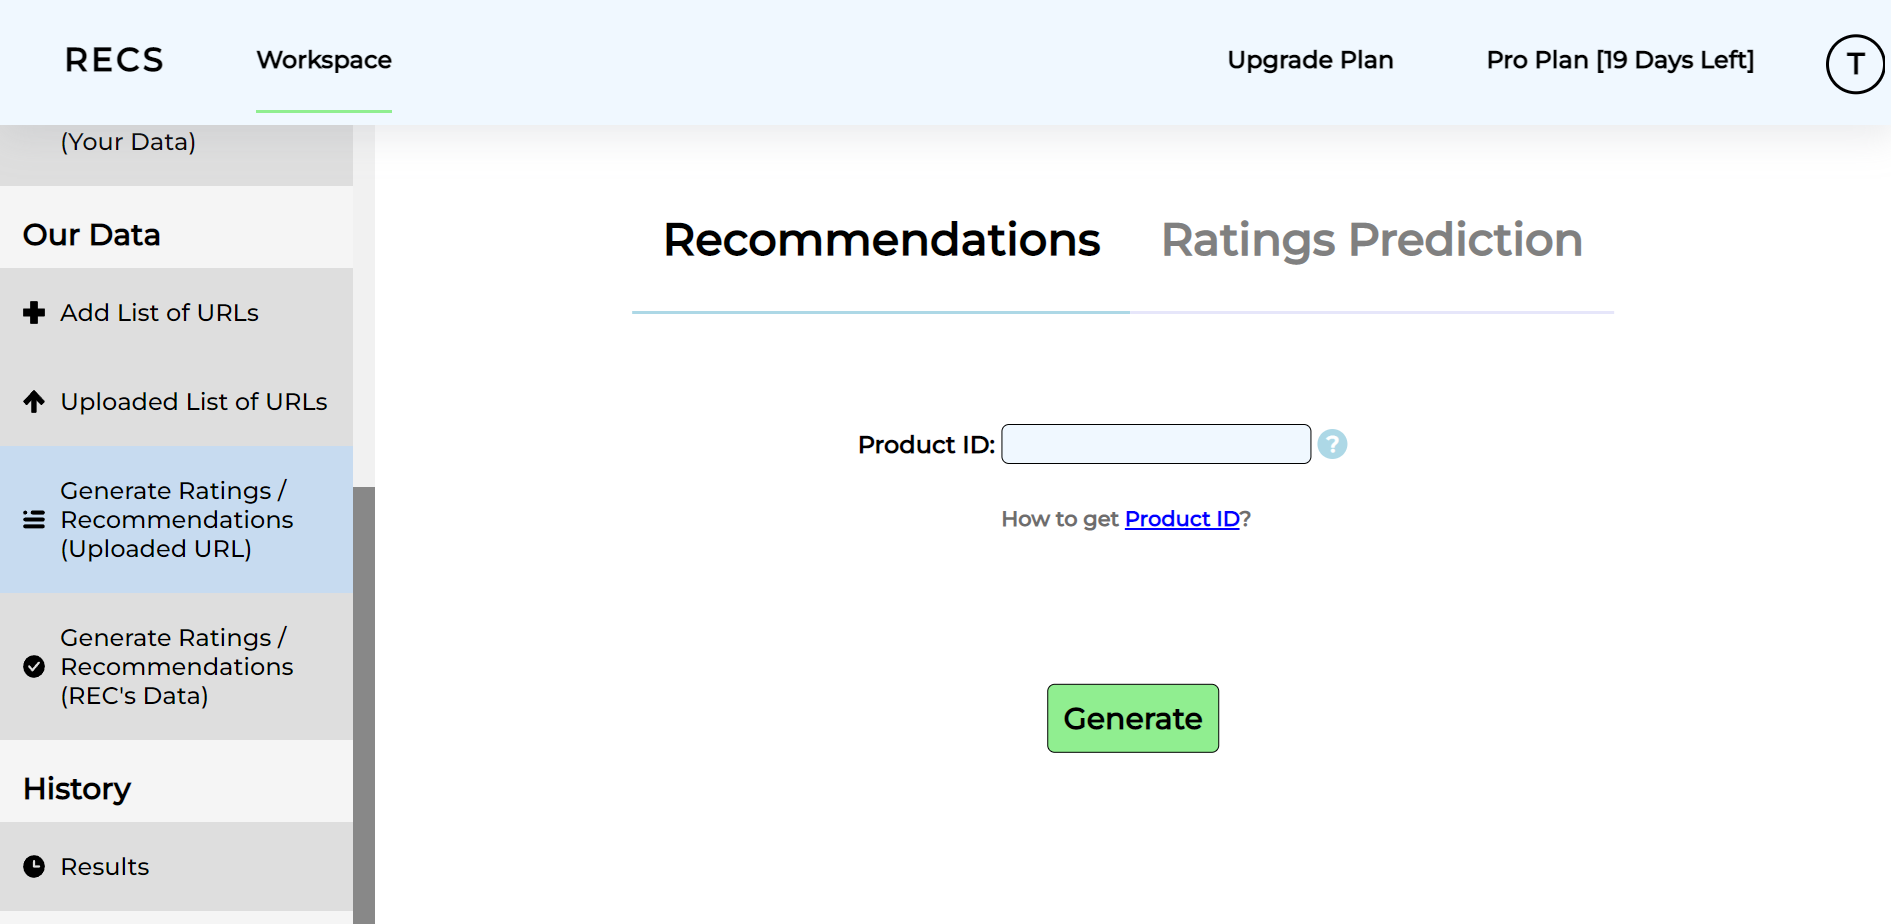 RECS
Workspace
Upgrade Plan
Pro Plan [19 Days Left]
T
(Your Data)
Our Data
Add List of URLs
Uploaded List of URLs
Generate Ratings /
Recommendations
(Uploaded URL)
Generate Ratings /
Recommendations
(REC's Data)
History
Results
Recommendations
Ratings Prediction
Product ID:
?
How to get Product ID?
Generate